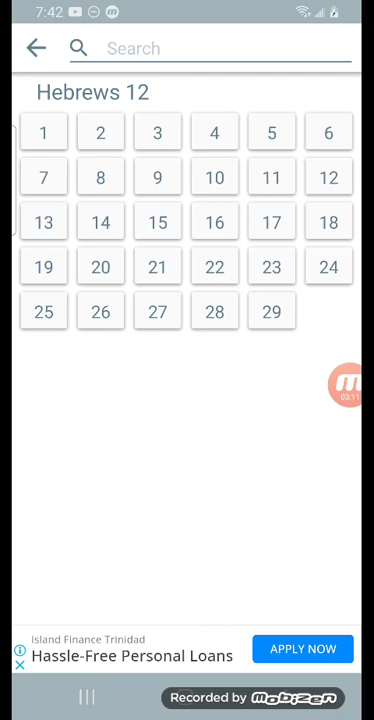 7:42
Search
Hebrews 12
1 2 3 4 5 6
7 8 9 10 11 12
13 14 15 16 17 18
19 20 21 22 23 24
25 26 27 28 29
03:11
Island Finance Trinidad
Hassle-Free Personal Loans
APPLY NOW
Recorded by mobizen